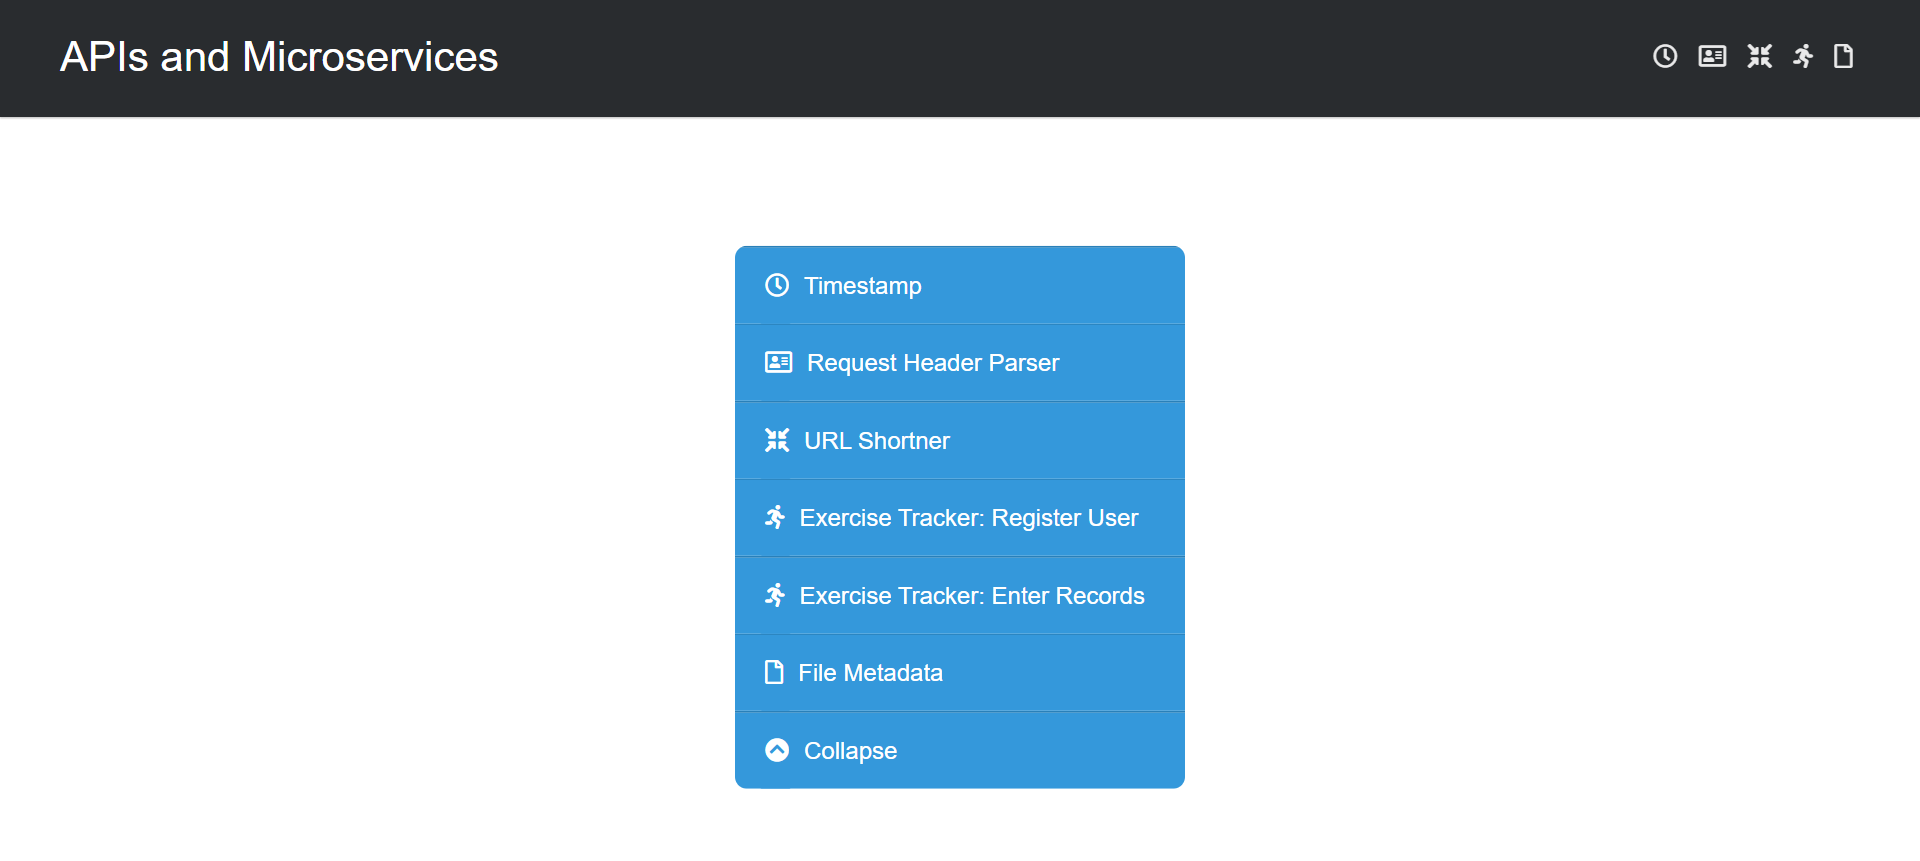 APIs and Microservices
Timestamp
Request Header Parser
URL Shortner
Exercise Tracker: Register User
Exercise Tracker: Enter Records
File Metadata
Collapse